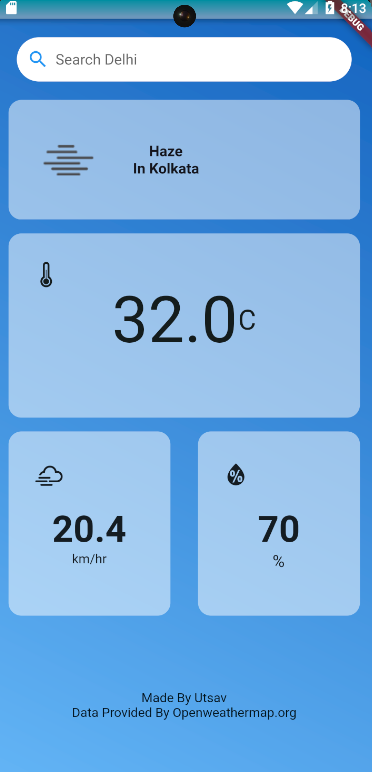 8:13
DEBUG
Search Delhi
Haze
In Kolkata
32.0C
20.4
km/hr
%
70
%
Made By Utsav
Data Provided By Openweathermap.org